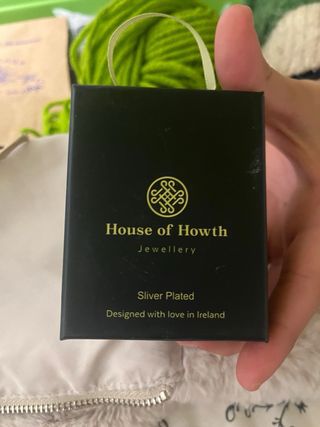 House of Howth
Jewellery
Sliver Plated
Designed with love in Ireland